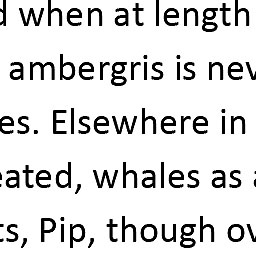 d when at length
ambergris is nev
es. Elsewhere in
eated, whales as a
ts, Pip, though ov